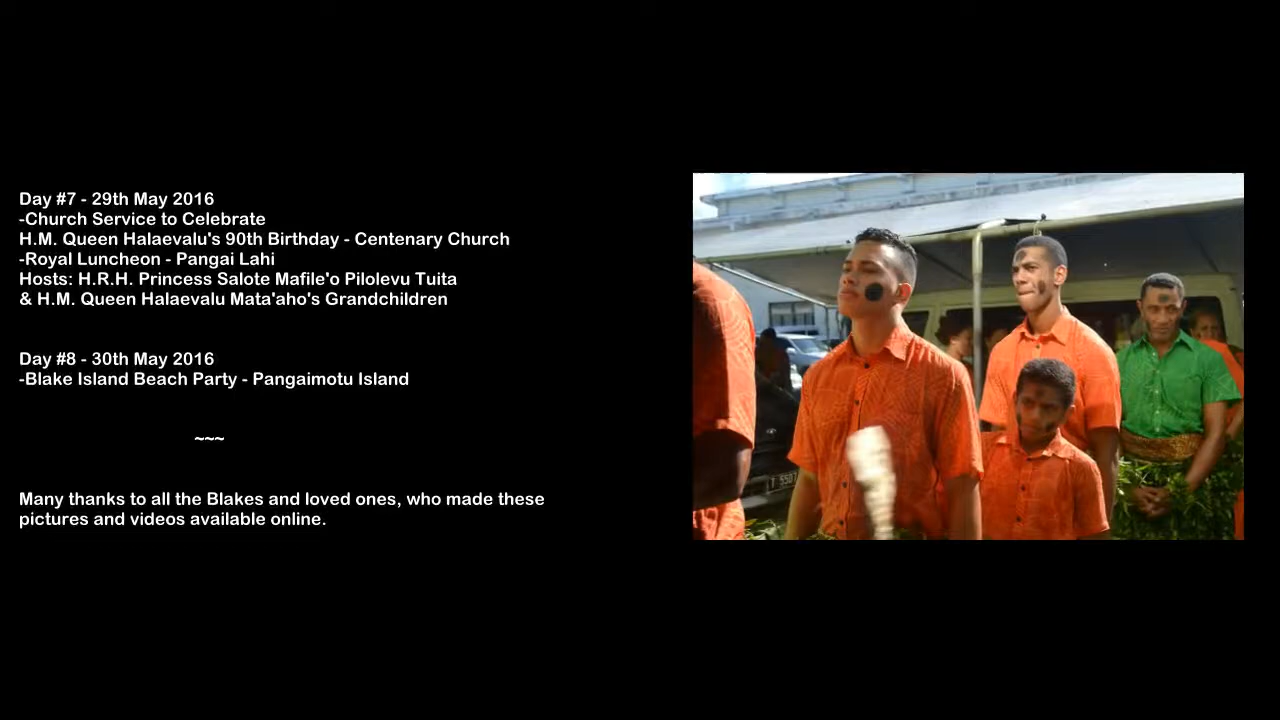 Day #7 - 29th May 2016
-Church Service to Celebrate
H.M. Queen Halaevalu's 90th Birthday - Centenary Church
-Royal Luncheon - Pangai Lahi
Hosts: H.R.H. Princess Salote Mafile'o Pilolevu Tuita
& H.M. Queen Halaevalu Mata'aho's Grandchildren
Day #8 - 30th May 2016
-Blake Island Beach Party - Pangaimotu Island
~~~
Many thanks to all the Blakes and loved ones, who made these
pictures and videos available online.